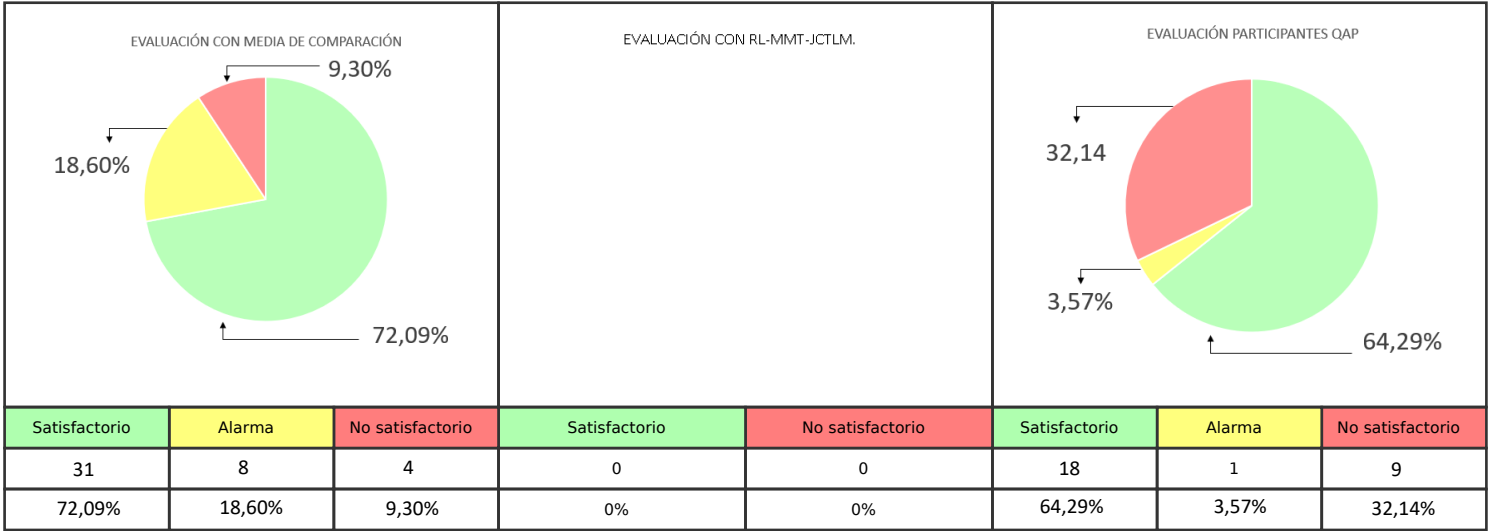 EVALUACIÓN CON MEDIA DE COMPARACIÓN
9,30%
18,60%
72,09%
EVALUACIÓN CON RL-MMT-JCTLM.
EVALUACIÓN PARTICIPANTES QAP
32,14
3,57%
64,29%
Satisfactorio Alarma No satisfactorio Satisfactorio No satisfactorio Satisfactorio Alarma No satisfactorio
31 8 4 0 0 18 1 9
72,09% 18,60% 9,30% 0% 0% 64,29% 3,57% 32,14%